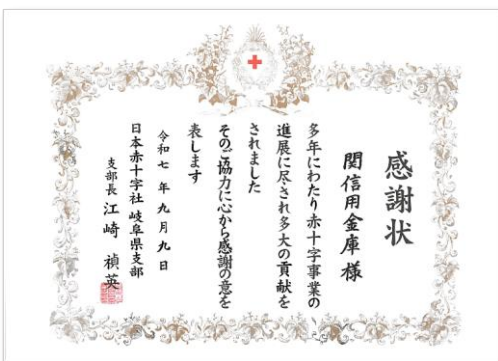 感謝状
関信用金庫様
多年にわたり赤十字事業の
進展に尽され多大の貢献を
されました
そのご協力に心から感謝の意を
表します
令和七年九月九日
日本赤十字社岐阜県支部
支部長 江崎禎英